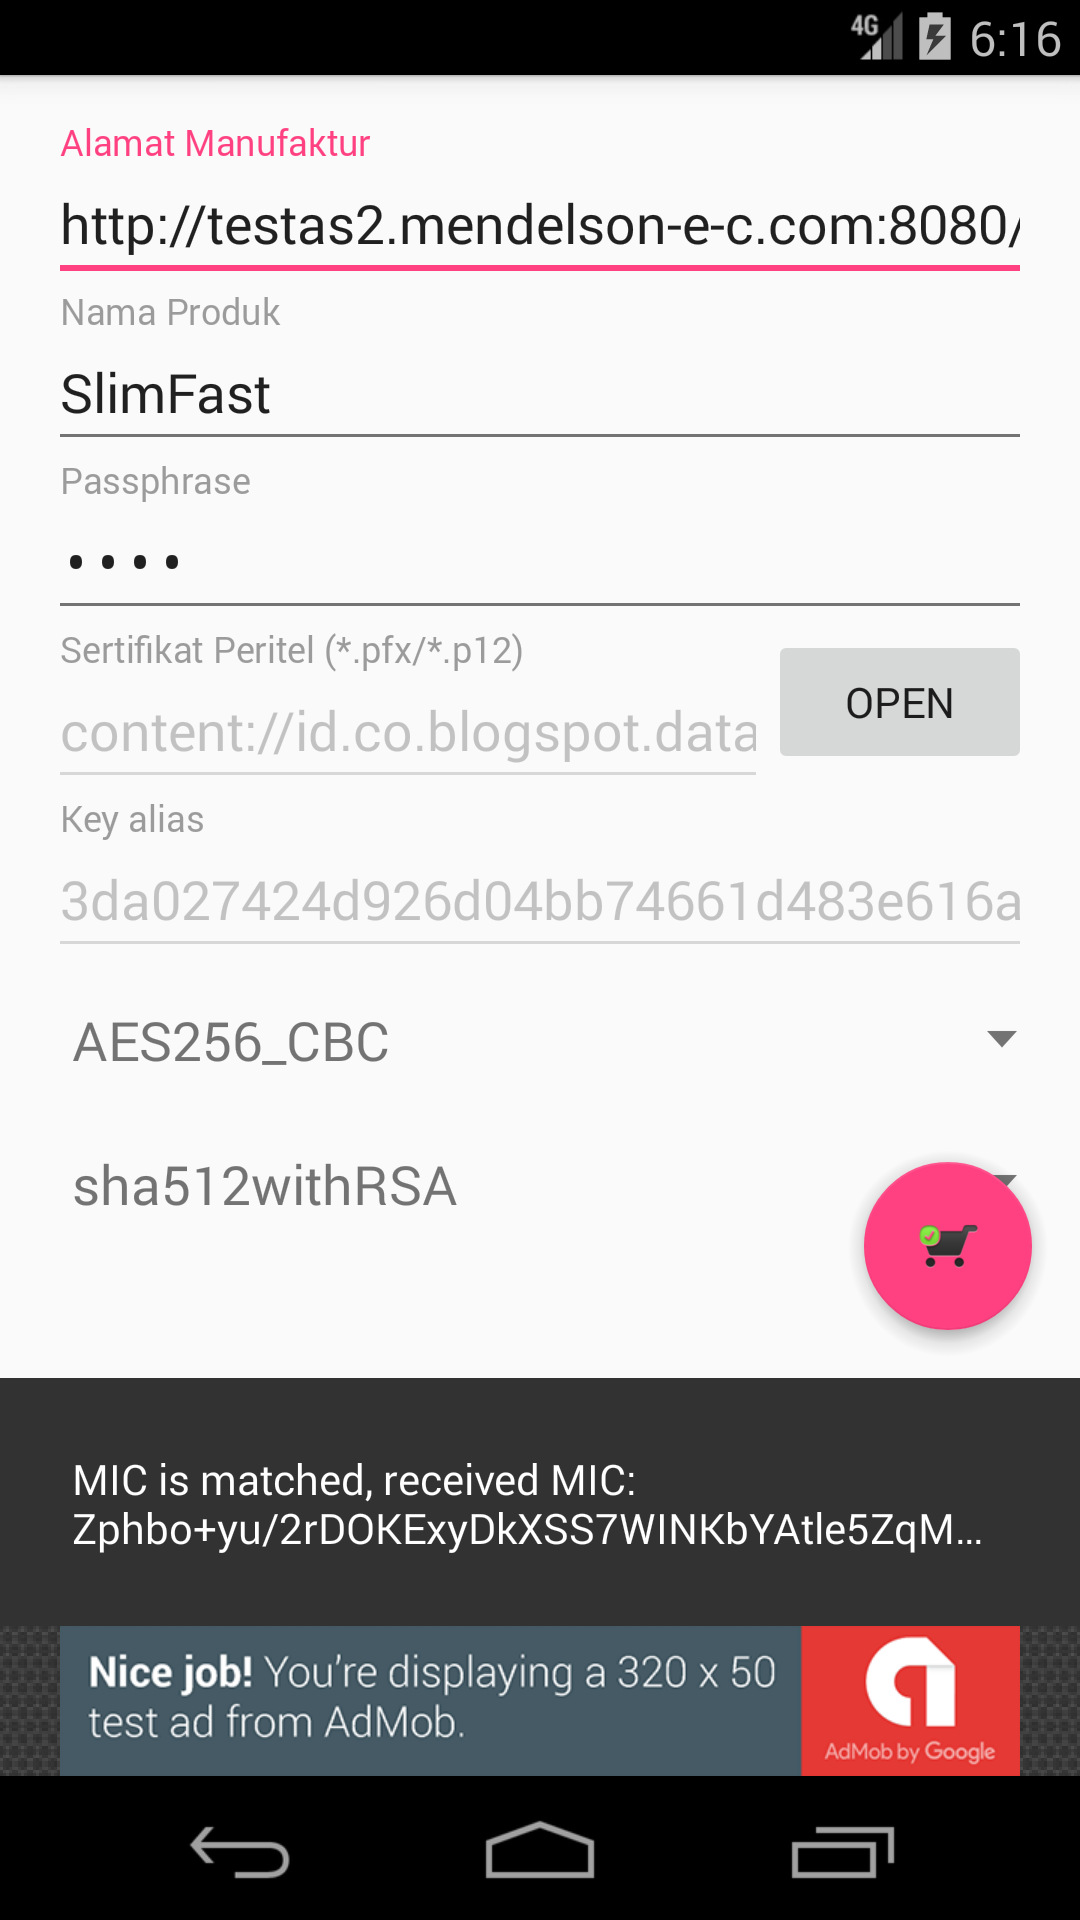 4G 6:16
Alamat Manufaktur
http://testas2.mendelson-e-c.com:8080/
Nama Produk
SlimFast
Passphrase
••••
Sertifikat Peritel (*.pfx/*.p12)
content://id.co.blogspot.data
OPEN
Key alias
3da027424d926d04bb74661d483e616a
AES256_CBC
sha512withRSA
MIC is matched, received MIC:
Zphbo+yu/2rDOKExyDkXSS7WINKbYAtle5ZqM...
Nice job! You're displaying a 320 x 50
test ad from AdMob.
AdMob by Google